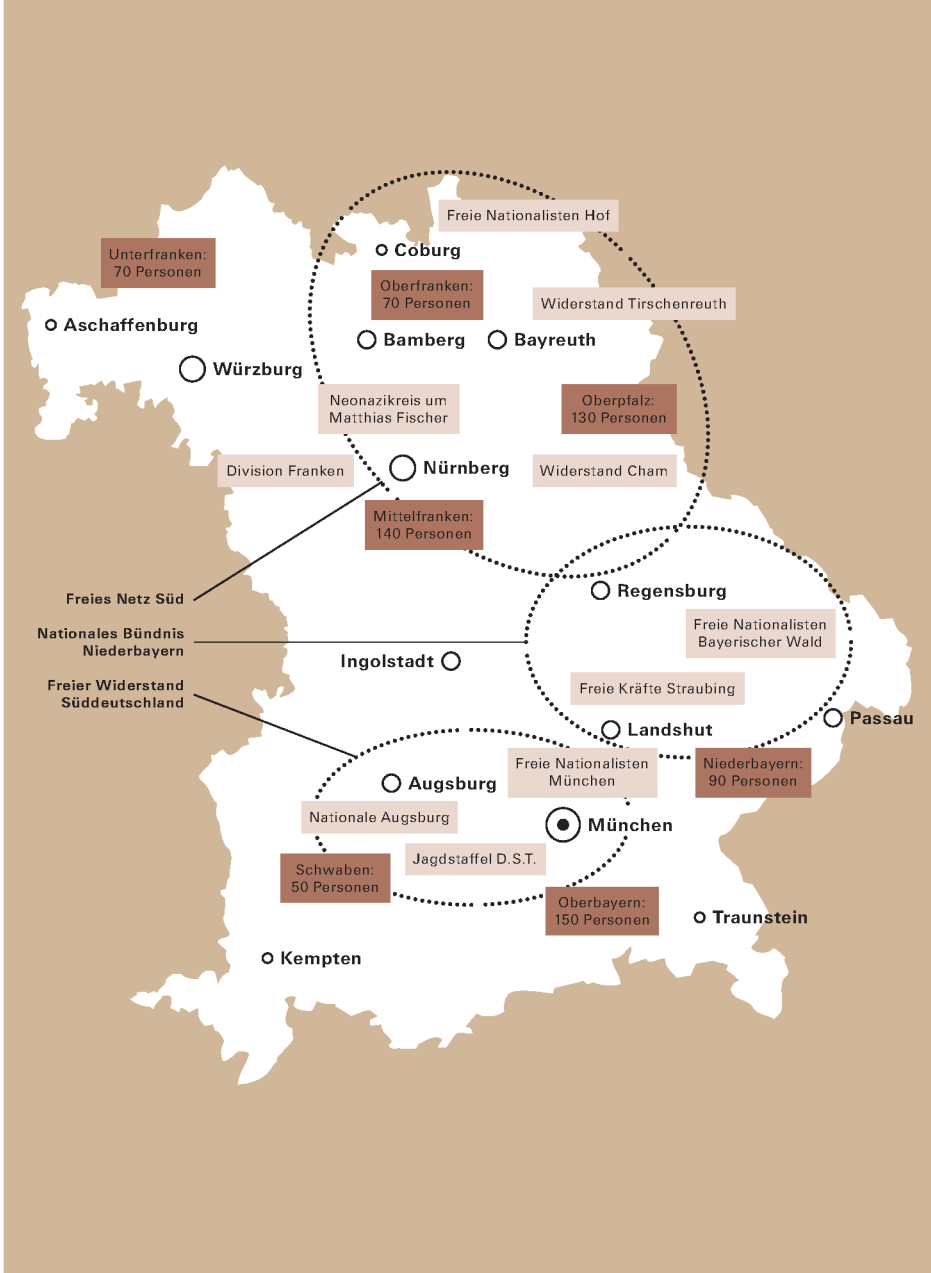 Freie Nationalisten Hof
Unterfranken:
70 Personen
Coburg
Oberfranken:
70 Personen
Widerstand Tirschenreuth
Aschaffenburg
Bamberg
Bayreuth
Würzburg
Neonazikreis um
Matthias Fischer
Oberpfalz:
130 Personen
Division Franken
Nürnberg
Widerstand Cham
Mittelfranken:
140 Personen
Freies Netz Süd
Regensburg
Nationales Bündnis
Niederbayern
Freie Nationalisten
Bayerischer Wald
Ingolstadt
Freier Widerstand
Süddeutschland
Freie Kräfte Straubing
Landshut
Passau
Freie Nationalisten
München
Niederbayern:
90 Personen
Augsburg
Nationale Augsburg
München
Jagdstaffel D.S.T.
Schwaben:
50 Personen
Oberbayern:
150 Personen
Traunstein
Kempten